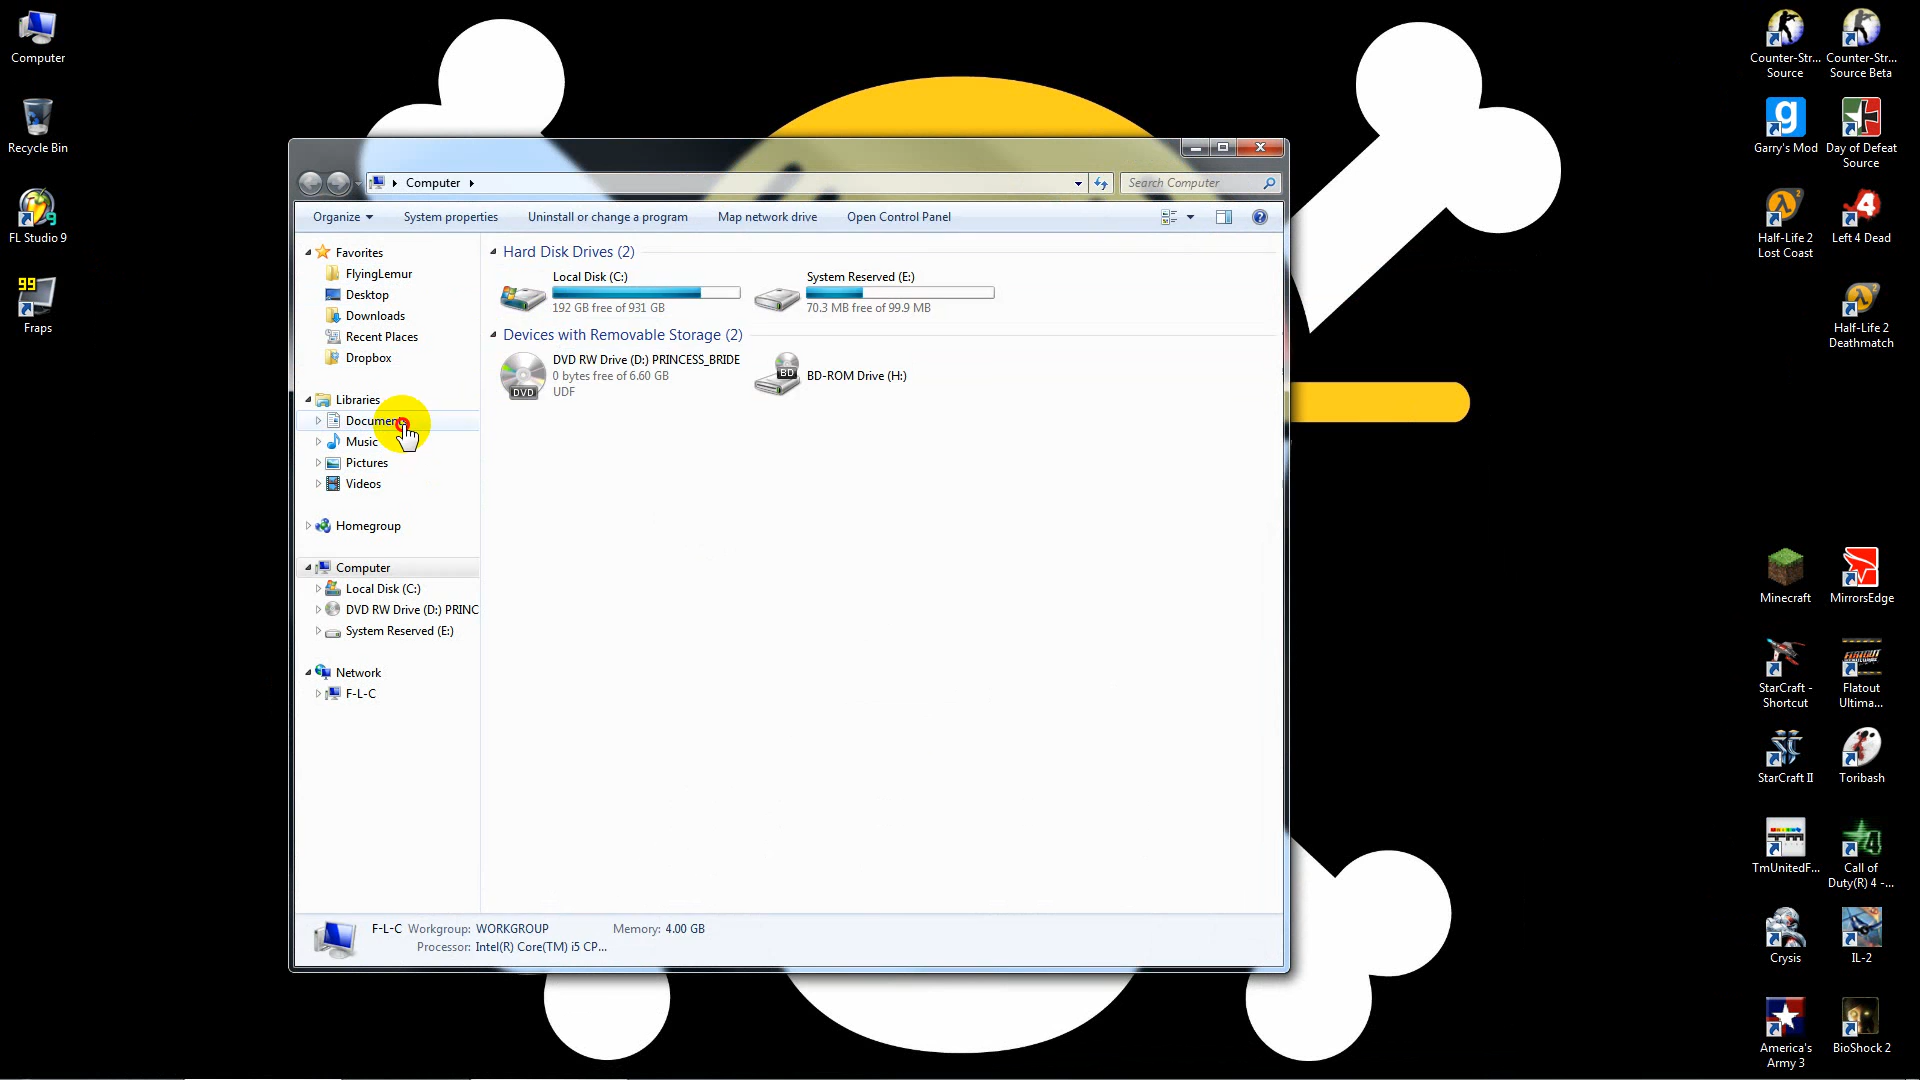 Computer
Recycle Bin
FL Studio 9
99
Fraps
Computer
Search Computer
Organize
System properties
Uninstall or change a program
Map network drive
Open Control Panel
Favorites
FlyingLemur
Desktop
Downloads
Recent Places
Dropbox
Libraries
Documents
Music
Pictures
Videos
Homegroup
Computer
Local Disk (C:)
DVD RW Drive (D:) PRINC
System Reserved (E:)
Network
F-L-C
Hard Disk Drives (2)
Local Disk (C:)
192 GB free of 931 GB
System Reserved (E:)
70.3 MB free of 99.9 MB
Devices with Removable Storage (2)
DVD
DVD RW Drive (D:) PRINCESS_BRIDE
0 bytes free of 6.60 GB
UDF
BD
BD-ROM Drive (H:)
F-L-C Workgroup: WORKGROUP Memory: 4.00 GB
Processor: Intel(R) Core(TM) i5 CP...
Counter-Str...
Source
Counter-Str...
Source Beta
g
Garry's Mod
Day of Defeat
Source
Half-Life 2
Lost Coast
4
Left 4 Dead
Half-Life 2
Deathmatch
Minecraft
MirrorsEdge
StarCraft -
Shortcut
Flatout
Ultima...
StarCraft II
Toribash
TmUnitedF...
4
Call of
Duty(R) 4 -...
Crysis
IL-2
America's
Army 3
BioShock 2